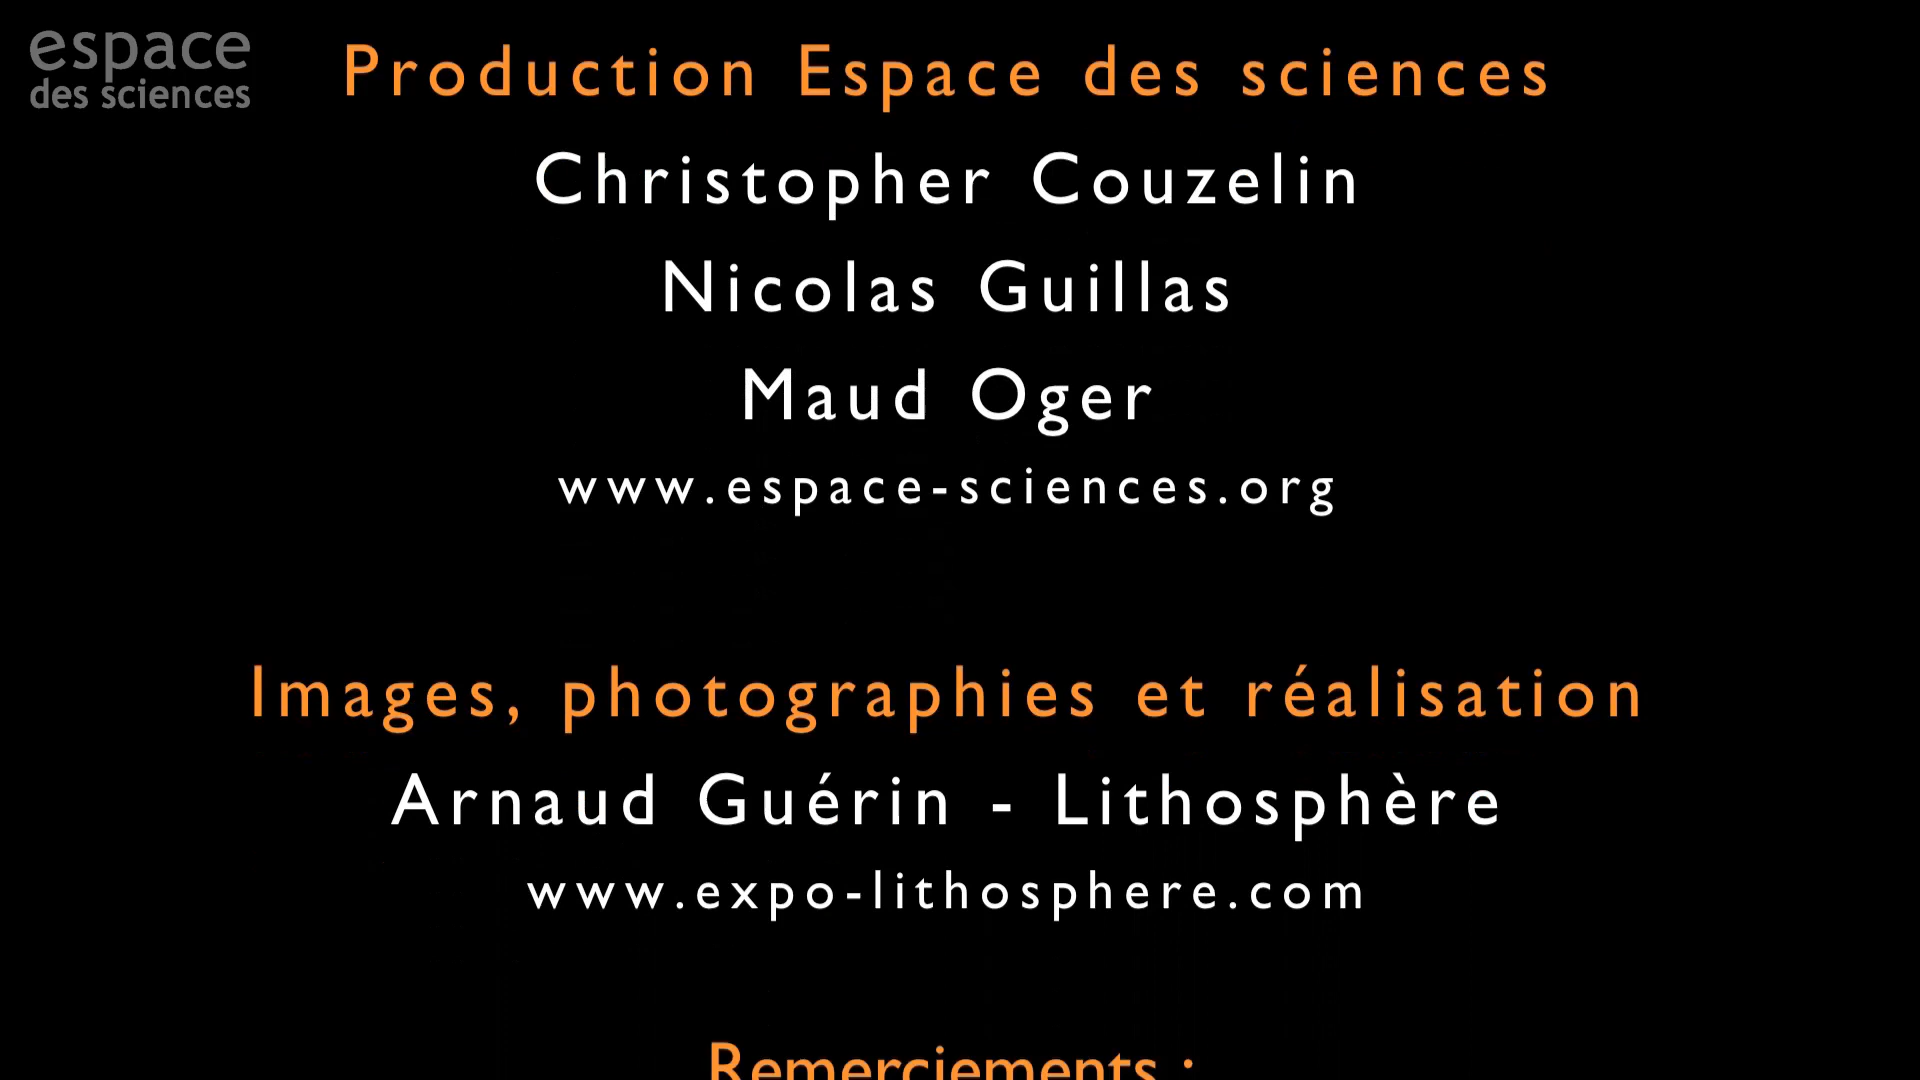 espace
des sciences
Production Espace des sciences
Christopher Couzelin
Nicolas Guillas
Maud Oger
www.espace-sciences.org
Images, photographies et réalisation
Arnaud Guérin - Lithosphère
www.expo-lithosphere.com
Remerciements :